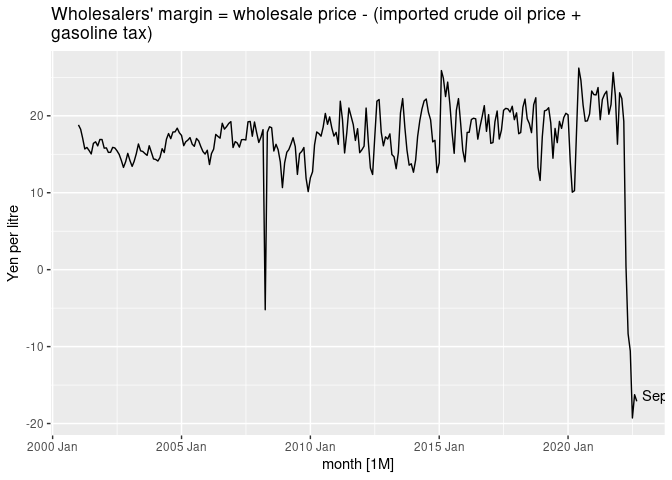 Wholesalers' margin = wholesale price - (imported crude oil price +
gasoline tax)
20
10
0
-10
-20
Yen per litre
Sep
2000 Jan
2005 Jan
2010 Jan
2015 Jan
2020 Jan
month [1M]